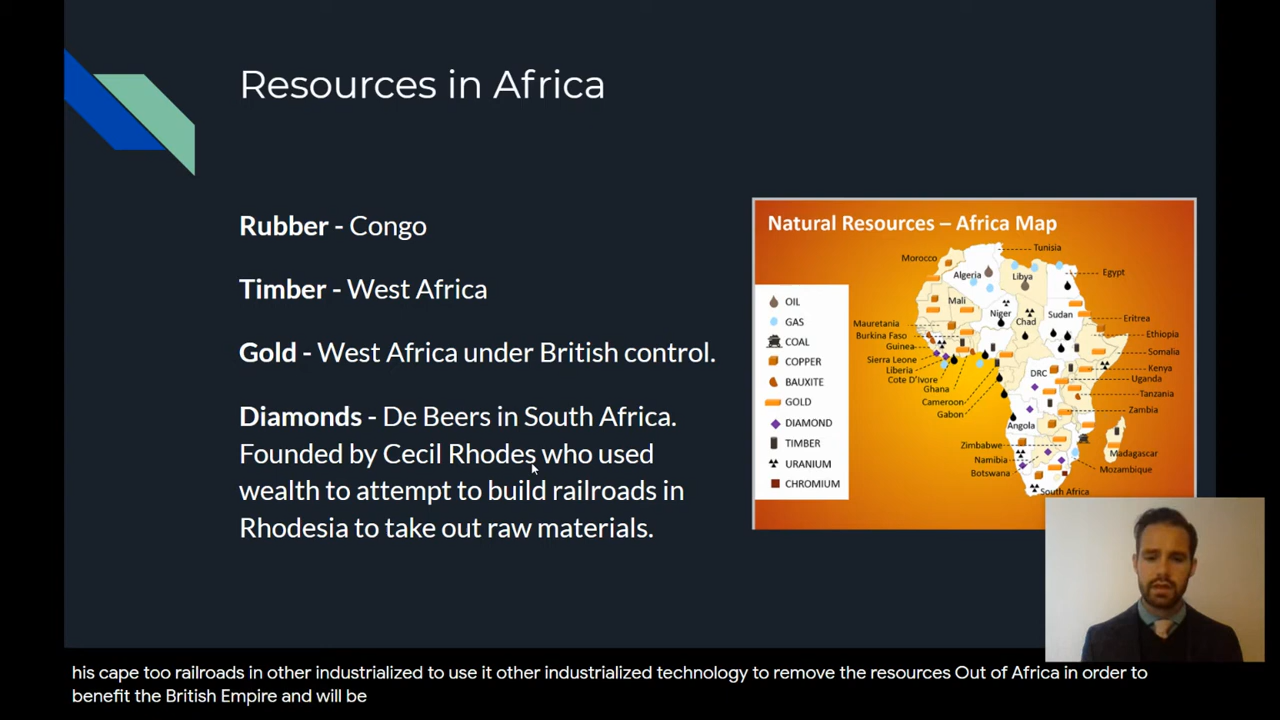 Resources in Africa
Rubber - Congo
Timber - West Africa
Gold - West Africa under British control.
Diamonds - De Beers in South Africa.
Founded by Cecil Rhodes who used
wealth to attempt to build railroads in
Rhodesia to take out raw materials.
Natural Resources – Africa Map
OIL
GAS
COAL
COPPER
BAUXITE
GOLD
DIAMOND
TIMBER
URANIUM
CHROMIUM
Tunisia
Morocco
Algeria
Libya
Egypt
Mali
Niger
Chad
Sudan
Eritrea
Mauretania
Burkina Faso
Ethiopia
Guinea
Somalia
Sierra Leone
Liberia
Kenya
DRC
Cote D'Ivore
Uganda
Ghana
Tanzania
Cameroon
Gabon
Zambia
Angola
Zimbabwe
Madagascar
Namibia
Mozambique
Botswana
South Africa
his cape too railroads in other industrialized to use it other industrialized technology to remove the resources Out of Africa in order to
benefit the British Empire and will be